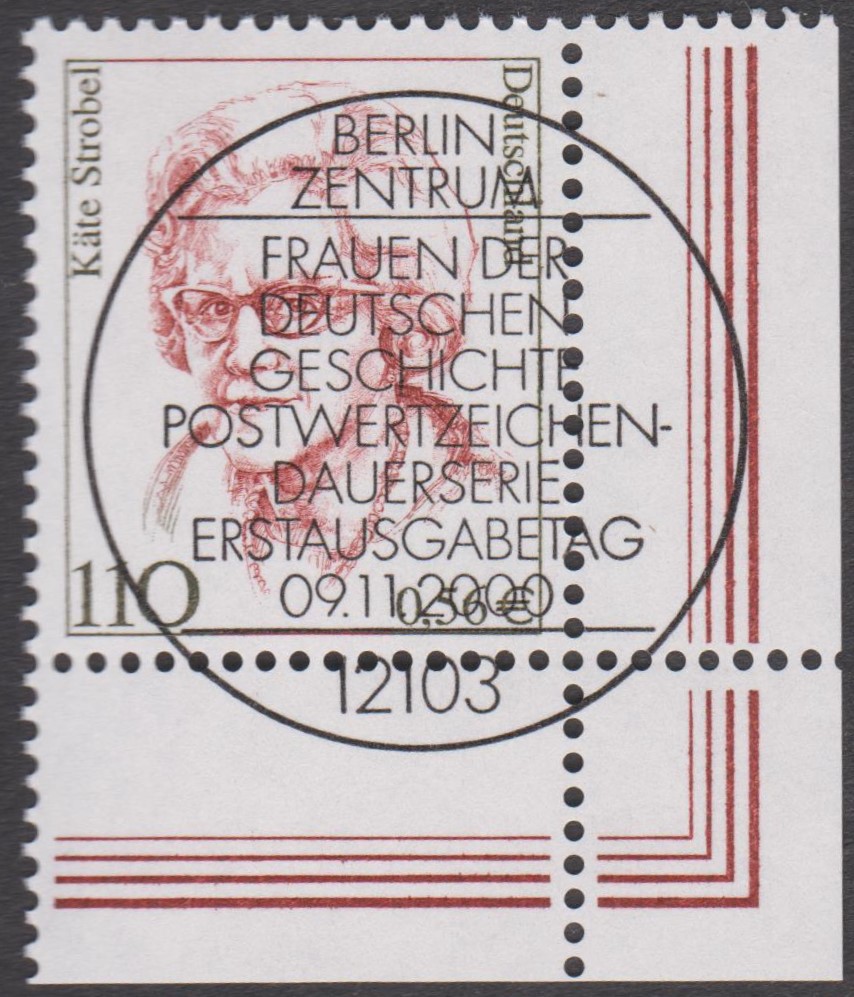 Käte Strobel
Deutschland
110
0,56 €
BERLIN
ZENTRUM
FRAUEN DER
DEUTSCHEN
GESCHICHTE
POSTWERTZEICHEN-
DAUERSERIE
ERSTAUSGABETAG
09.11.2000
12103